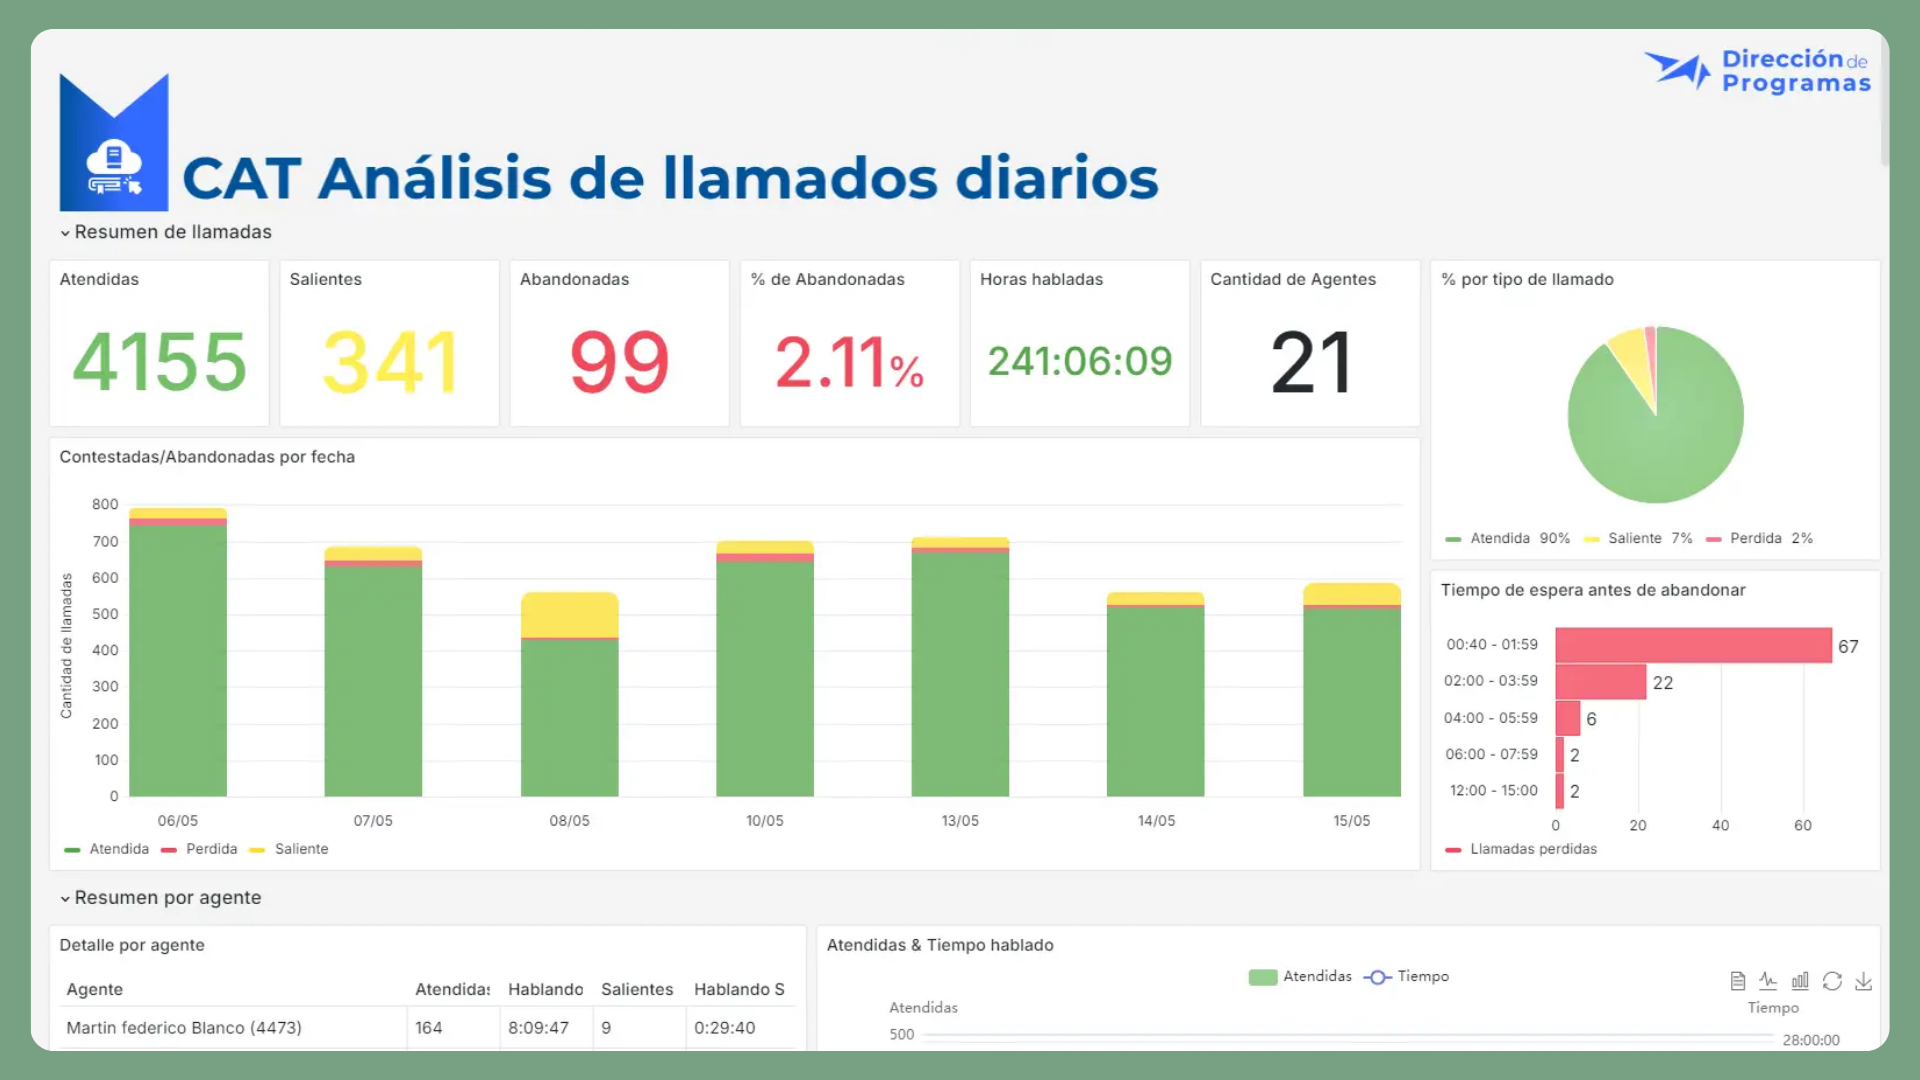 Dirección de
Programas
CAT Análisis de llamados diarios
Resumen de llamadas
Atendidas
4155
Salientes
341
Abandonadas
99
% de Abandonadas
2.11%
Horas habladas
241:06:09
Cantidad de Agentes
21
% por tipo de llamado
Atendida 90% Saliente 7% Perdida 2%
Contestadas/Abandonadas por fecha
Cantidad de llamadas
800
700
600
500
400
300
200
100
0
06/05 07/05 08/05 10/05 13/05 14/05 15/05
Atendida Perdida Saliente
Tiempo de espera antes de abandonar
00:40 - 01:59 67
02:00 - 03:59 22
04:00 - 05:59 6
06:00 - 07:59 2
12:00 - 15:00 2
0 20 40 60
Llamadas perdidas
Resumen por agente
Detalle por agente
Agente Atendidas Hablando Salientes Hablando S
Martin federico Blanco (4473) 164 8:09:47 9 0:29:40
Atendidas & Tiempo hablado
Atendidas Tiempo
Atendidas Tiempo
500 28:00:00